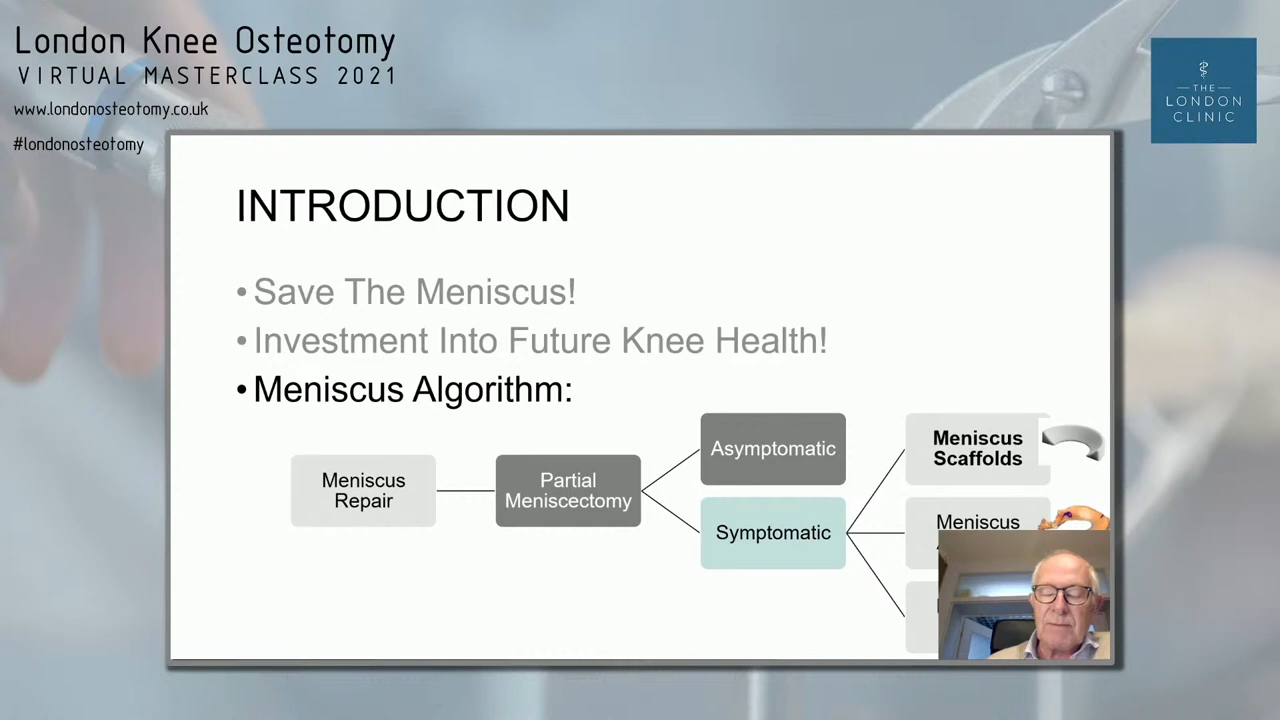 London Knee Osteotomy
VIRTUAL MASTERCLASS 2021
www.londonosteotomy.co.uk
#londonosteotomy
THE
LONDON
CLINIC
INTRODUCTION
• Save The Meniscus!
• Investment Into Future Knee Health!
• Meniscus Algorithm:
Meniscus
Repair
Partial
Meniscectomy
Asymptomatic
Symptomatic
Meniscus
Scaffolds
Meniscus